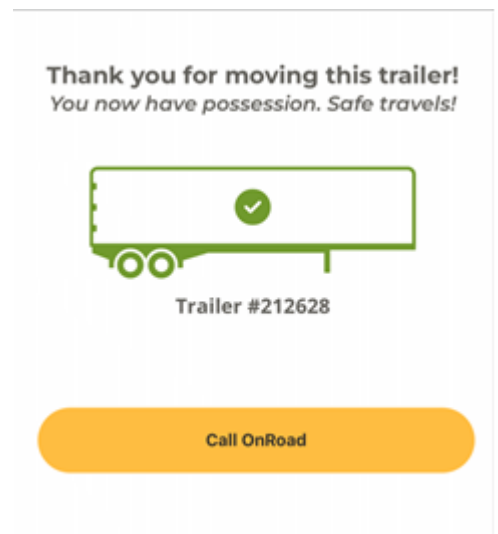 Thank you for moving this trailer!
You now have possession. Safe travels!
Trailer #212628
Call OnRoad